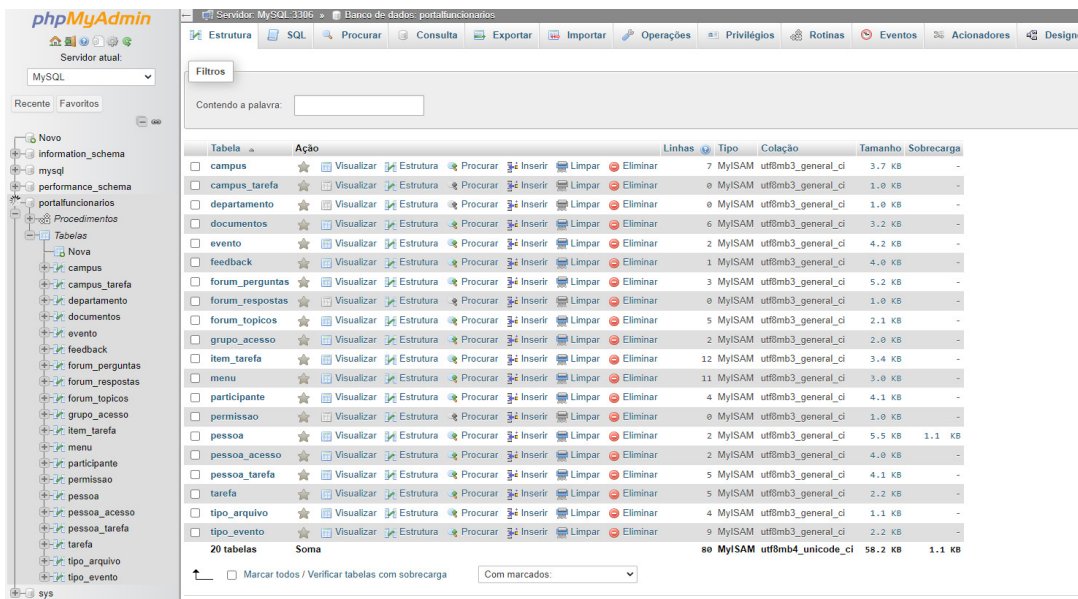 phpMyAdmin
Servidor atual:
MySQL
Recente Favoritos
Novo
information_schema
mysql
performance_schema
portalfuncionarios
Procedimentos
Tabelas
Nova
campus
campus_tarefa
departamento
documentos
evento
feedback
forum_perguntas
forum_respostas
forum_topicos
grupo_acesso
item_tarefa
menu
participante
permissao
pessoa
pessoa_acesso
pessoa_tarefa
tarefa
tipo_arquivo
tipo_evento
sys
Servidor: MySQL:3306 » Banco de dados: portalfuncionarios
Estrutura SQL Procurar Consulta Exportar Importar Operações Privilégios Rotinas Eventos Acionadores Designe
Filtros
Contendo a palavra:
Tabela Ação Linhas Tipo Colação Tamanho Sobrecarga
campus Visualizar Estrutura Procurar Inserir Limpar Eliminar 7 MyISAM utf8mb3_general_ci 3.7 KB -
campus_tarefa Visualizar Estrutura Procurar Inserir Limpar Eliminar 0 MyISAM utf8mb3_general_ci 1.0 KB -
departamento Visualizar Estrutura Procurar Inserir Limpar Eliminar 0 MyISAM utf8mb3_general_ci 1.0 KB -
documentos Visualizar Estrutura Procurar Inserir Limpar Eliminar 6 MyISAM utf8mb3_general_ci 3.2 KB -
evento Visualizar Estrutura Procurar Inserir Limpar Eliminar 2 MyISAM utf8mb3_general_ci 4.2 KB -
feedback Visualizar Estrutura Procurar Inserir Limpar Eliminar 1 MyISAM utf8mb3_general_ci 4.0 KB -
forum_perguntas Visualizar Estrutura Procurar Inserir Limpar Eliminar 3 MyISAM utf8mb3_general_ci 5.2 KB -
forum_respostas Visualizar Estrutura Procurar Inserir Limpar Eliminar 0 MyISAM utf8mb3_general_ci 1.0 KB -
forum_topicos Visualizar Estrutura Procurar Inserir Limpar Eliminar 5 MyISAM utf8mb3_general_ci 2.1 KB -
grupo_acesso Visualizar Estrutura Procurar Inserir Limpar Eliminar 2 MyISAM utf8mb3_general_ci 2.0 KB -
item_tarefa Visualizar Estrutura Procurar Inserir Limpar Eliminar 12 MyISAM utf8mb3_general_ci 3.4 KB -
menu Visualizar Estrutura Procurar Inserir Limpar Eliminar 11 MyISAM utf8mb3_general_ci 3.0 KB -
participante Visualizar Estrutura Procurar Inserir Limpar Eliminar 4 MyISAM utf8mb3_general_ci 4.1 KB -
permissao Visualizar Estrutura Procurar Inserir Limpar Eliminar 0 MyISAM utf8mb3_general_ci 1.0 KB -
pessoa Visualizar Estrutura Procurar Inserir Limpar Eliminar 2 MyISAM utf8mb3_general_ci 5.5 KB 1.1 KB
pessoa_acesso Visualizar Estrutura Procurar Inserir Limpar Eliminar 2 MyISAM utf8mb3_general_ci 4.0 KB -
pessoa_tarefa Visualizar Estrutura Procurar Inserir Limpar Eliminar 5 MyISAM utf8mb3_general_ci 4.1 KB -
tarefa Visualizar Estrutura Procurar Inserir Limpar Eliminar 5 MyISAM utf8mb3_general_ci 2.2 KB -
tipo_arquivo Visualizar Estrutura Procurar Inserir Limpar Eliminar 4 MyISAM utf8mb3_general_ci 1.1 KB -
tipo_evento Visualizar Estrutura Procurar Inserir Limpar Eliminar 9 MyISAM utf8mb3_general_ci 2.2 KB -
20 tabelas Soma 80 MyISAM utf8mb4_unicode_ci 58.2 KB 1.1 KB
Marcar todos / Verificar tabelas com sobrecarga Com marcados: